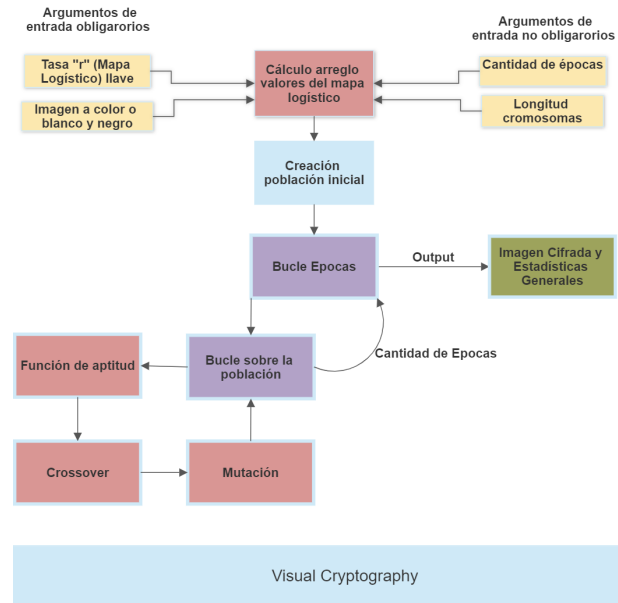 Argumentos de
entrada obligarorios
Argumentos de
entrada no obligarorios
Tasa "r" (Mapa
Logístico) llave
Imagen a color o
blanco y negro
Cálculo arreglo
valores del mapa
logístico
Cantidad de épocas
Longitud
cromosomas
Creación
población inicial
Bucle Epocas
Output
Imagen Cifrada y
Estadísticas
Generales
Cantidad de Epocas
Bucle sobre la
población
Función de aptitud
Crossover
Mutación
Visual Cryptography